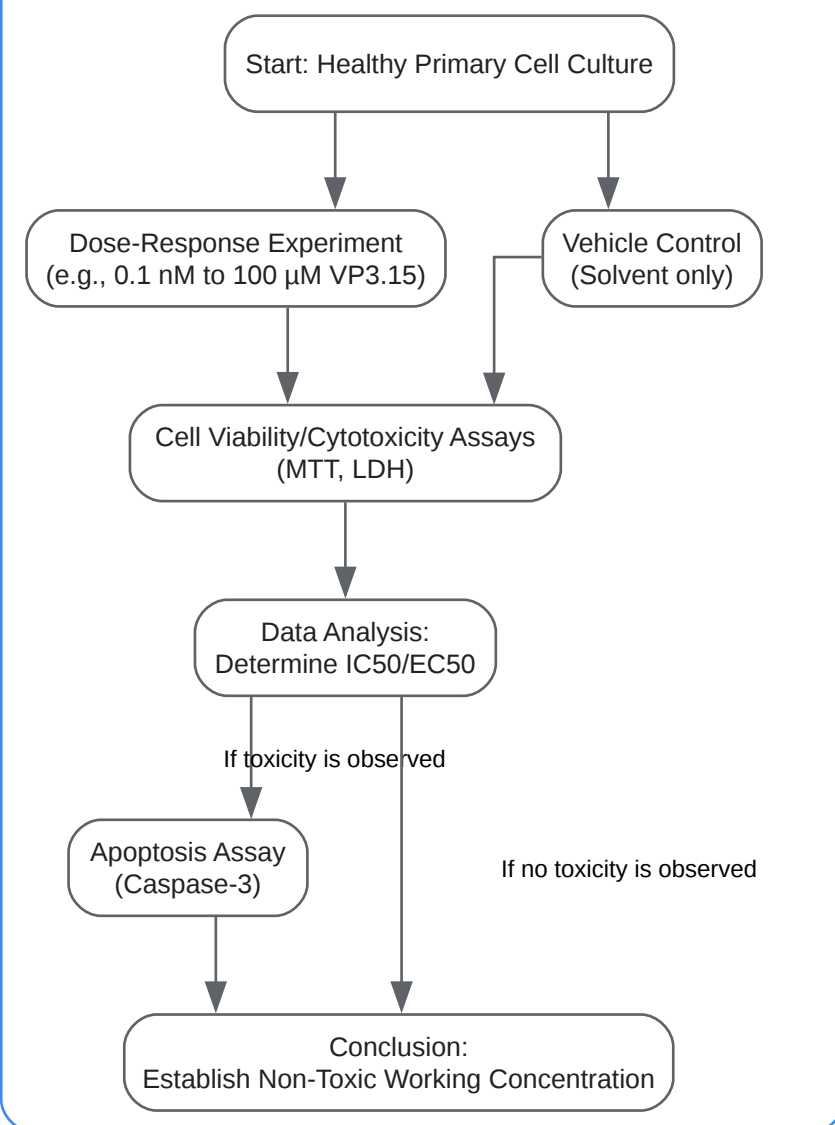 Start: Healthy Primary Cell Culture
Dose-Response Experiment
(e.g., 0.1 nM to 100 µM VP3.15)
Vehicle Control
(Solvent only)
Cell Viability/Cytotoxicity Assays
(MTT, LDH)
Data Analysis:
Determine IC50/EC50
If toxicity is observed
Apoptosis Assay
(Caspase-3)
If no toxicity is observed
Conclusion:
Establish Non-Toxic Working Concentration